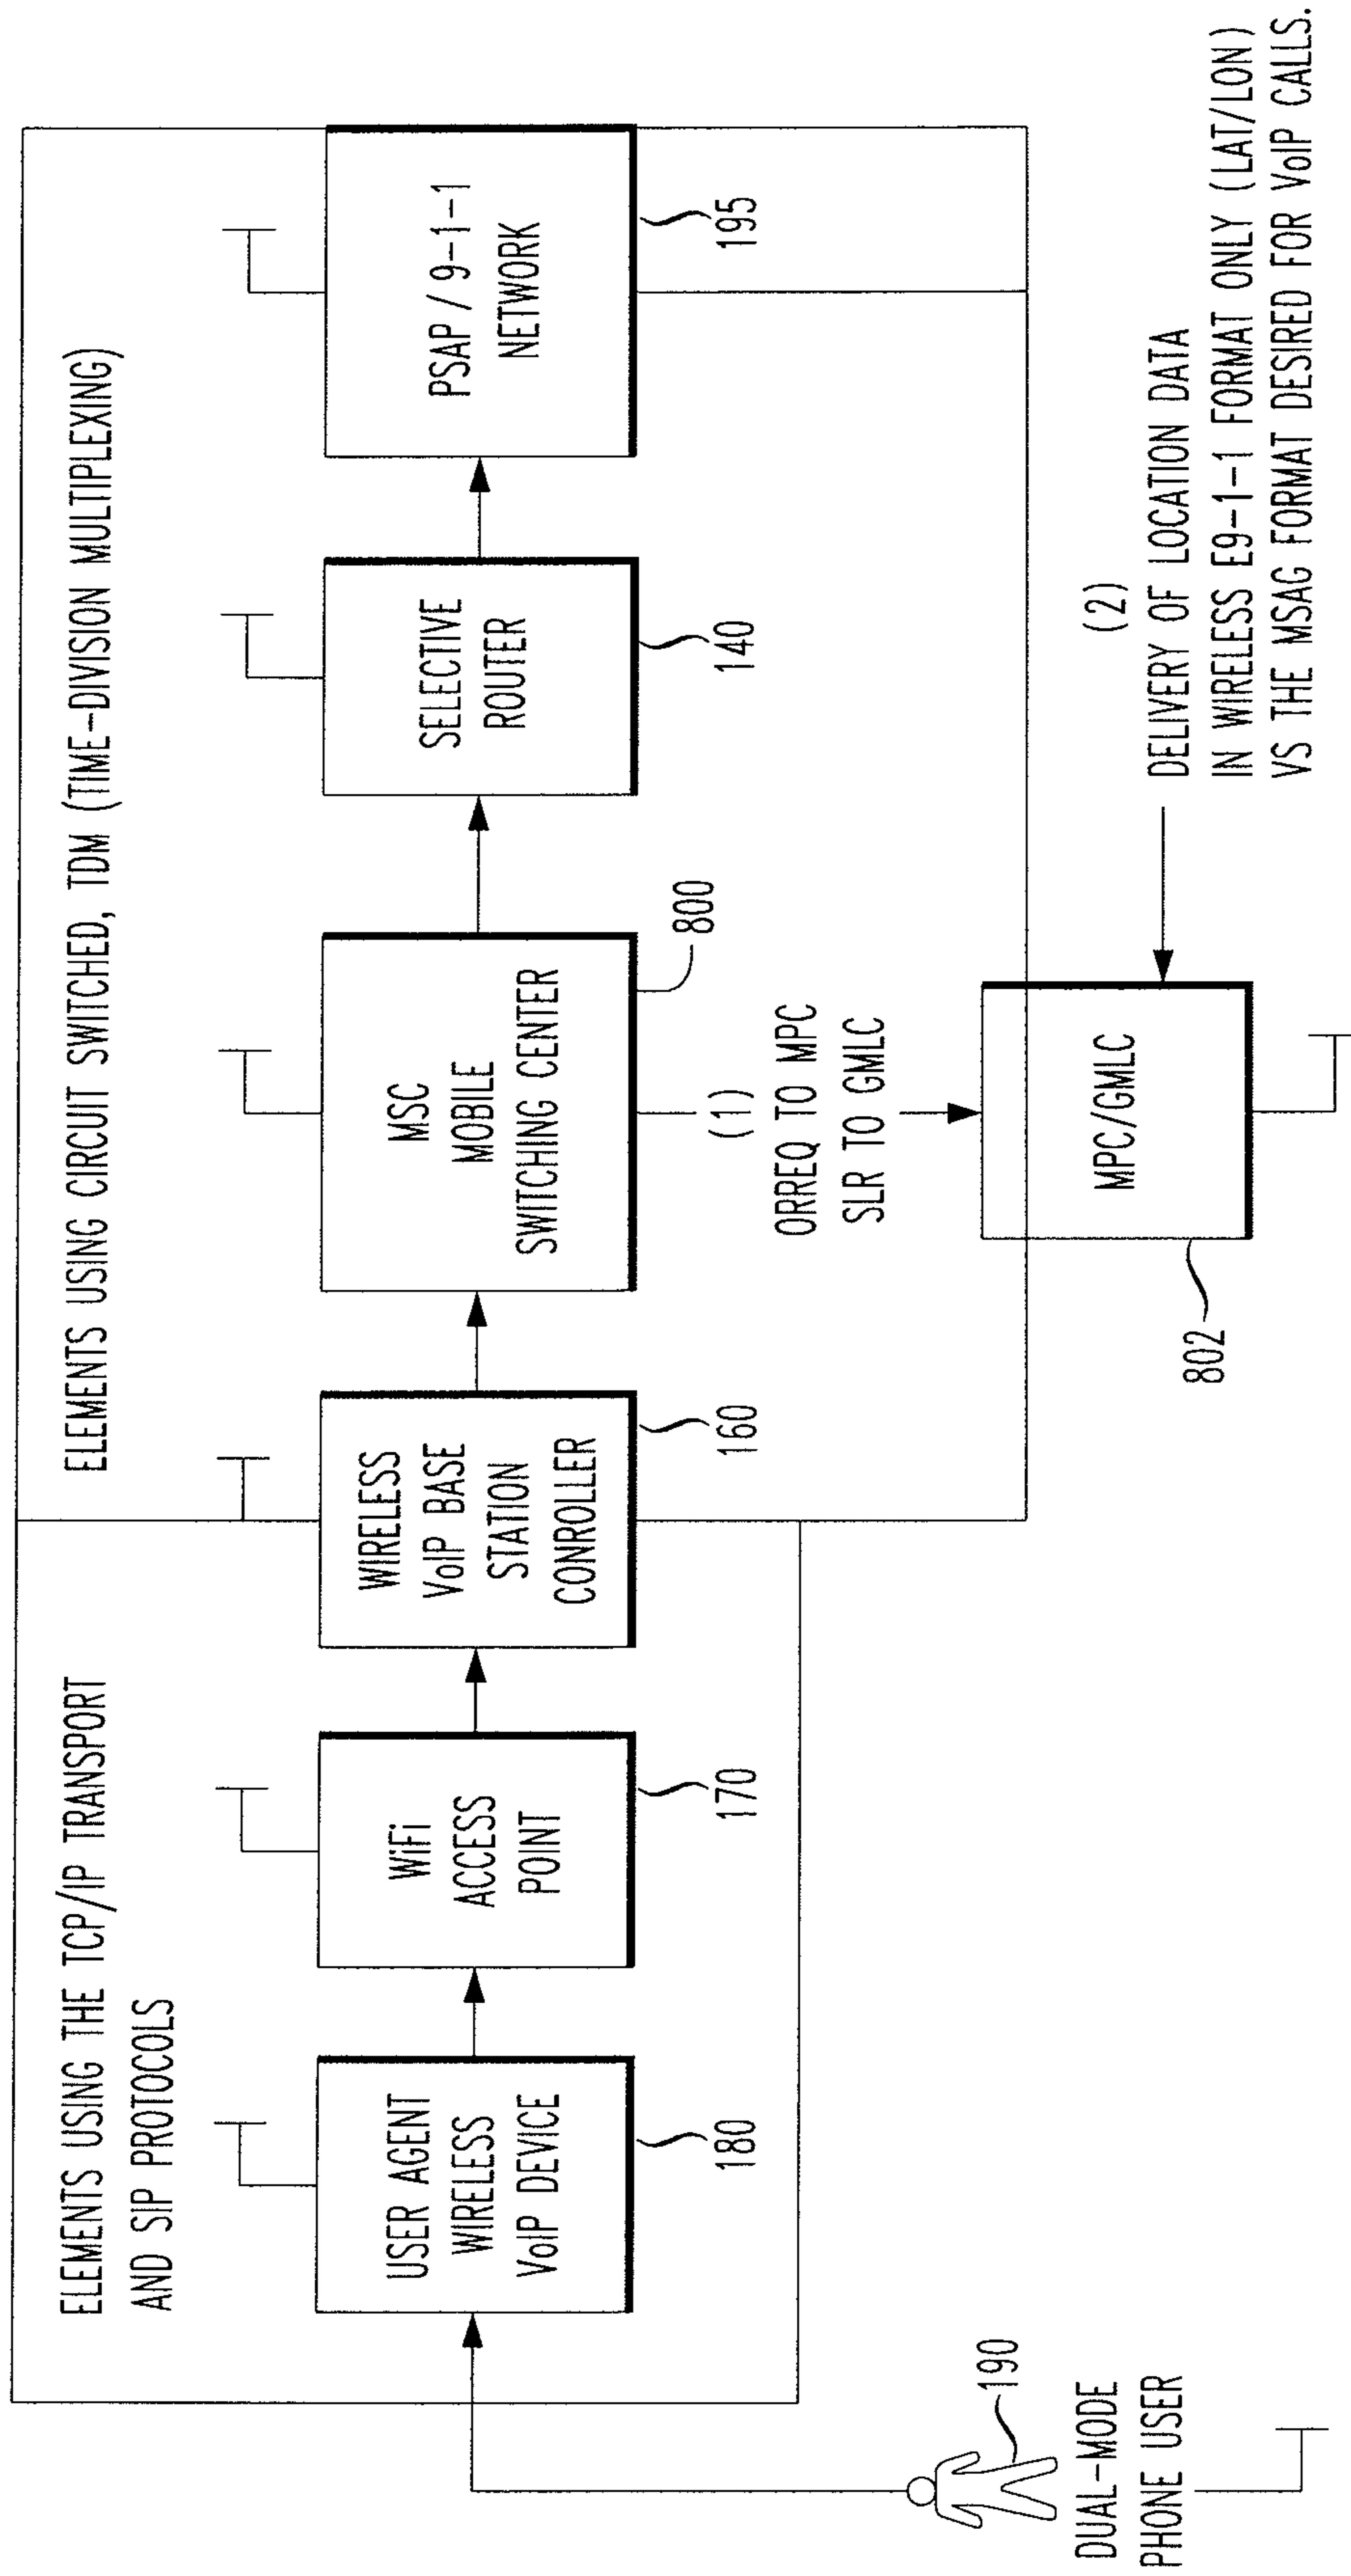 ELEMENTS USING THE TCP/IP TRANSPORT
AND SIP PROTOCOLS
ELEMENTS USING CIRCUIT SWITCHED, TDM (TIME-DIVISION MULTIPLEXING)
USER AGENT
WIRELESS
VoIP DEVICE
180
WiFi
ACCESS
POINT
170
WIRELESS
VoIP BASE
STATION
CONROLLER
160
MSC
MOBILE
SWITCHING CENTER
800
SELECTIVE
ROUTER
140
PSAP / 9-1-1
NETWORK
195
(1)
ORREQ TO MPC
SLR TO GMLC
MPC/GMLC
802
(2)
DELIVERY OF LOCATION DATA
IN WIRELESS E9-1-1 FORMAT ONLY (LAT/LON)
VS THE MSAG FORMAT DESIRED FOR VoIP CALLS.
190
DUAL-MODE
PHONE USER